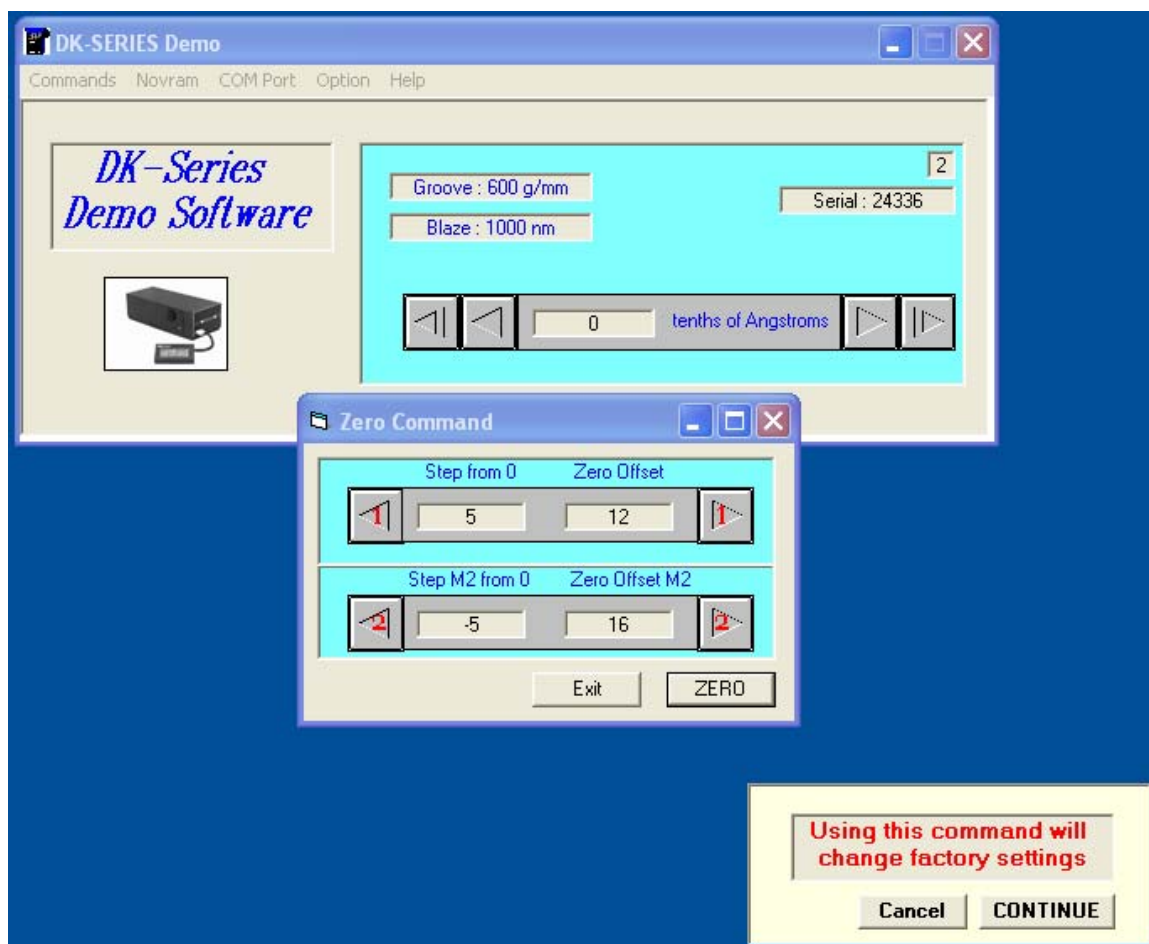 DK-SERIES Demo
Commands Novram COM Port Option Help
DK-Series
Demo Software
2
Groove : 600 g/mm
Serial : 24336
Blaze : 1000 nm
0 tenths of Angstroms
Zero Command
Step from 0 Zero Offset
1 5 12 1
Step M2 from 0 Zero Offset M2
2 -5 16 2
Exit ZERO
Using this command will
change factory settings
Cancel CONTINUE